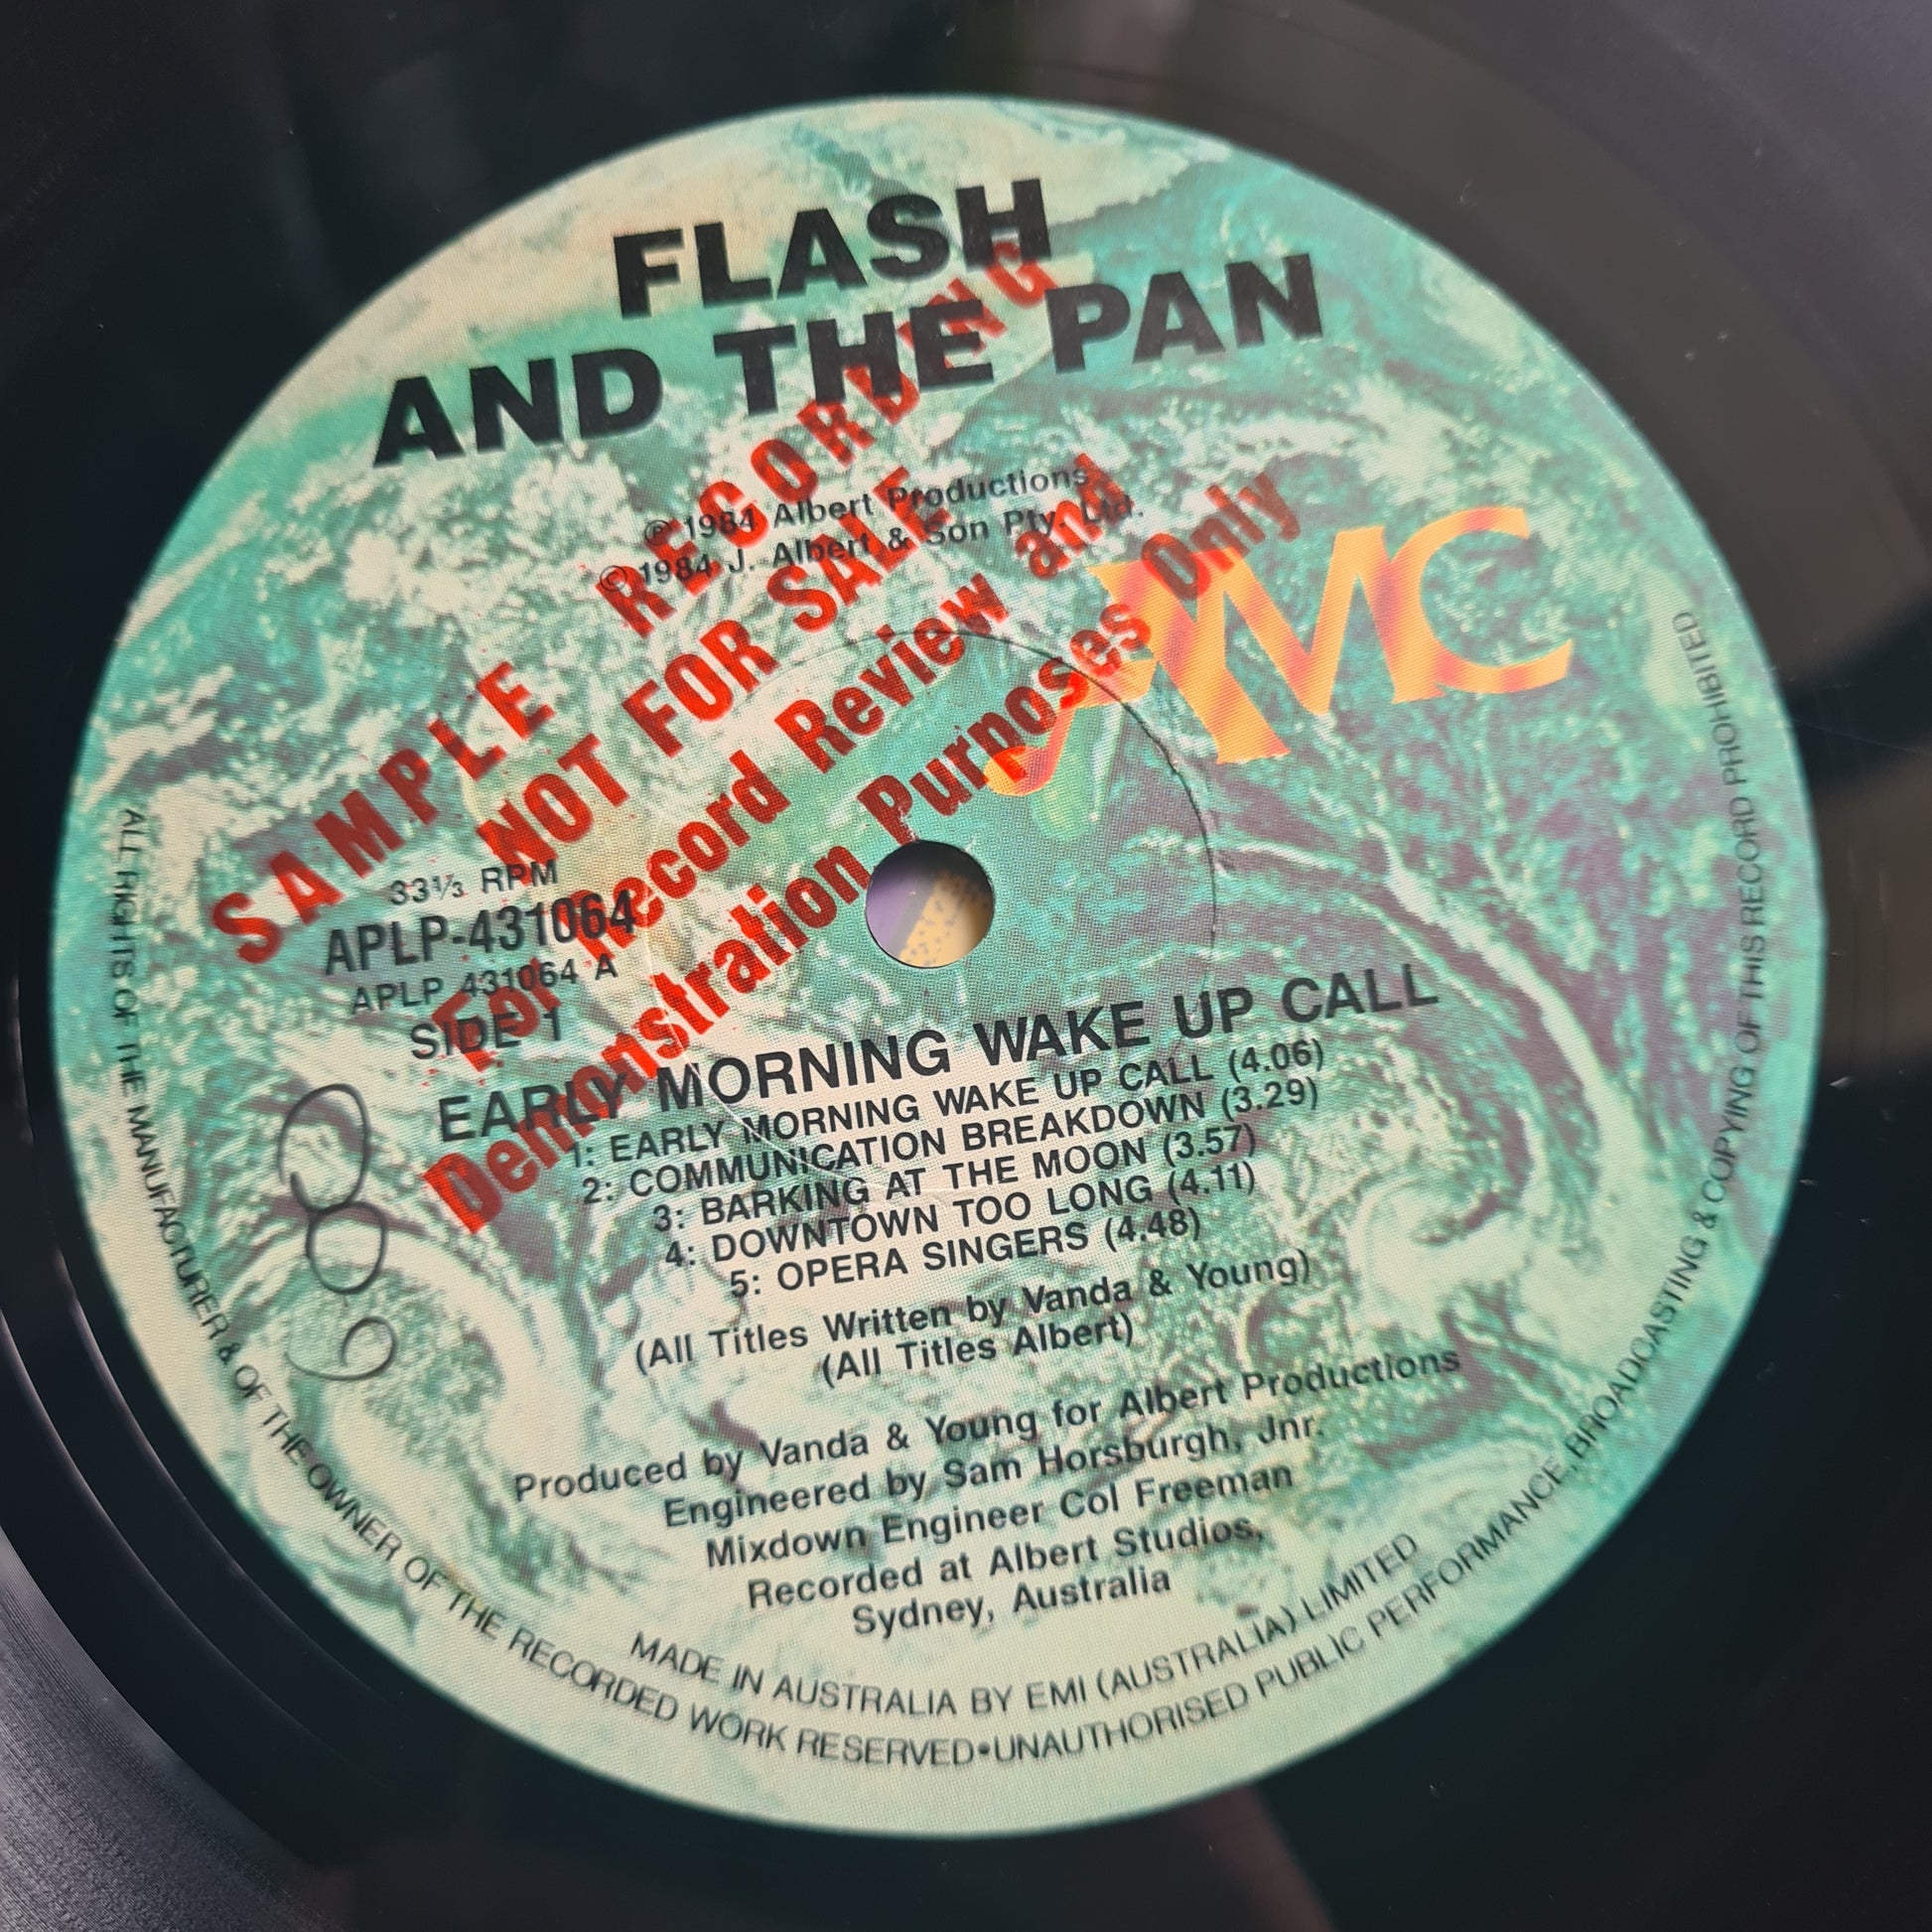 FLASH
AND THE PAN
℗ 1984 Albert Productions
© 1984 J. Albert & Son Pty. Ltd.
SAMPLE RECORDING
NOT FOR SALE
For Record Review and
Demonstration Purposes Only
AMC
33⅓ RPM
APLP-431064
APLP 431064 A
SIDE 1
EARLY MORNING WAKE UP CALL
1: EARLY MORNING WAKE UP CALL (4.06)
2: COMMUNICATION BREAKDOWN (3.29)
3: BARKING AT THE MOON (3.57)
4: DOWNTOWN TOO LONG (4.11)
5: OPERA SINGERS (4.48)
(All Titles Written by Vanda & Young)
(All Titles Albert)
Produced by Vanda & Young for Albert Productions
Engineered by Sam Horsburgh, Jnr.
Mixdown Engineer Col Freeman
Recorded at Albert Studios,
Sydney, Australia
MADE IN AUSTRALIA BY EMI (AUSTRALIA) LIMITED
ALL RIGHTS OF THE MANUFACTURER & OF THE OWNER OF THE RECORDED WORK RESERVED•UNAUTHORISED PUBLIC PERFORMANCE, BROADCASTING & COPYING OF THIS RECORD PROHIBITED